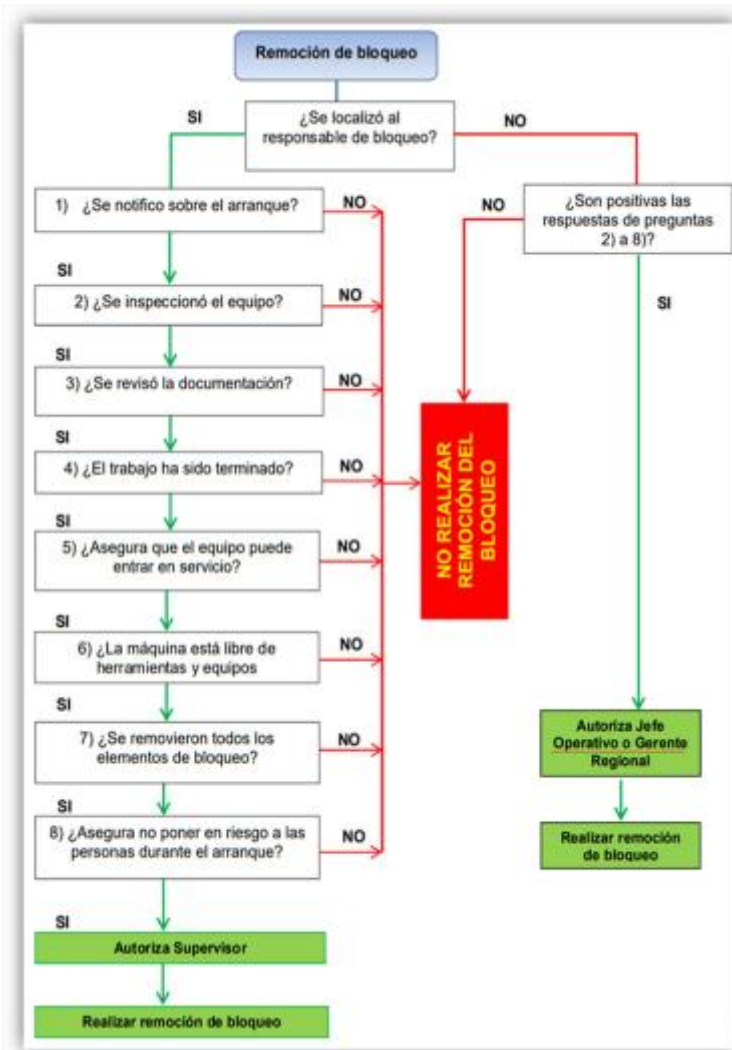 Remoción de bloqueo
¿Se localizó al
responsable de bloqueo?
SI
NO
1) ¿Se notifico sobre el arranque?
NO
¿Son positivas las
respuestas de preguntas
2) a 8)?
NO
SI
SI
2) ¿Se inspeccionó el equipo?
NO
SI
3) ¿Se revisó la documentación?
NO
SI
4) ¿El trabajo ha sido terminado?
NO
NO REALIZAR
REMOCIÓN DEL
BLOQUEO
SI
5) ¿Asegura que el equipo puede
entrar en servicio?
NO
SI
6) ¿La máquina está libre de
herramientas y equipos
NO
SI
7) ¿Se removieron todos los
elementos de bloqueo?
NO
Autoriza Jefe
Operativo o Gerente
Regional
SI
8) ¿Asegura no poner en riesgo a las
personas durante el arranque?
NO
Realizar remoción
de bloqueo
SI
Autoriza Supervisor
Realizar remoción de bloqueo